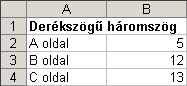 A B
1 Derékszögű háromszög
2 A oldal 5
3 B oldal 12
4 C oldal 13